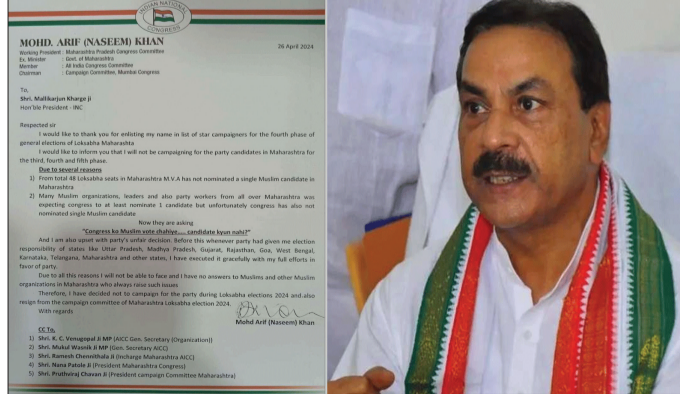 INDIAN NATIONAL
CONGRESS
MOHD. ARIF (NASEEM) KHAN
Working President : Maharashtra Pradesh Congress Committee
Ex. Minister : Govt. of Maharashtra
Member : All India Congress Committee
Chairman : Campaign Committee, Mumbai Congress
26 April 2024
To,
Shri. Mallikarjun Kharge ji
Hon'ble President - INC
Respected sir
I would like to thank you for enlisting my name in list of star campaigners for the fourth phase of
general elections of Loksabha Maharashta
I would like to inform you that I will not be campaigning for the party candidates in Maharashtra for
the third, fourth and fifth phase.
Due to several reasons
1) From total 48 Loksabha seats in Maharashtra M.V.A has not nominated a single Muslim candidate in
Maharashtra
2) Many Muslim organizations, leaders and also party workers from all over Maharashtra was
expecting congress to at least nominate 1 candidate but unfortunately congress has also not
nominated single Muslim candidate
Now they are asking
"Congress ko Muslim vote chahiye..... candidate kyun nahi?"
And I am also upset with party's unfair decision. Before this whenever party had given me election
responsibility of states like Uttar Pradesh, Madhya Pradesh, Gujarat, Rajasthan, Goa, West Bengal,
Karnataka, Telangana, Maharashtra and other states, I have executed it gracefully with my full efforts in
favor of party.
Due to all this reasons I will not be able to face and I have no answers to Muslims and other Muslim
organizations in Maharashtra who always raise such issues
Therefore, I have decided not to campaign for the party during Loksabha elections 2024 and also
resign from the campaign committee of Maharashtra Loksabha election 2024.
With regards
Mohd Arif (Naseem) Khan
CC To,
1) Shri. K. C. Venugopal Ji MP (AICC Gen. Secretary (Organization))
2) Shri. Mukul Wasnik Ji MP (Gen. Secretary AICC)
3) Shri. Ramesh Chennithala Ji (Incharge Maharashtra AICC)
4) Shri. Nana Patole Ji (President Maharashtra Congress)
5) Shri. Pruthviraj Chavan Ji (President campaign Committee Maharashtra)